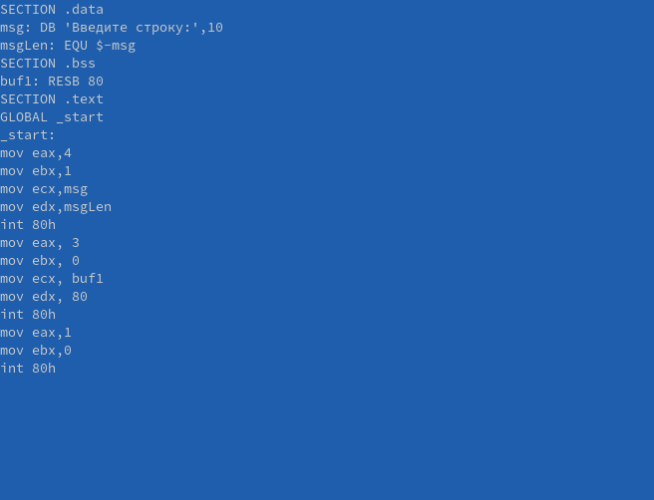 SECTION .data
msg: DB 'Введите строку:',10
msgLen: EQU $-msg
SECTION .bss
buf1: RESB 80
SECTION .text
GLOBAL _start
_start:
mov eax,4
mov ebx,1
mov ecx,msg
mov edx,msgLen
int 80h
mov eax, 3
mov ebx, 0
mov ecx, buf1
mov edx, 80
int 80h
mov eax,1
mov ebx,0
int 80h